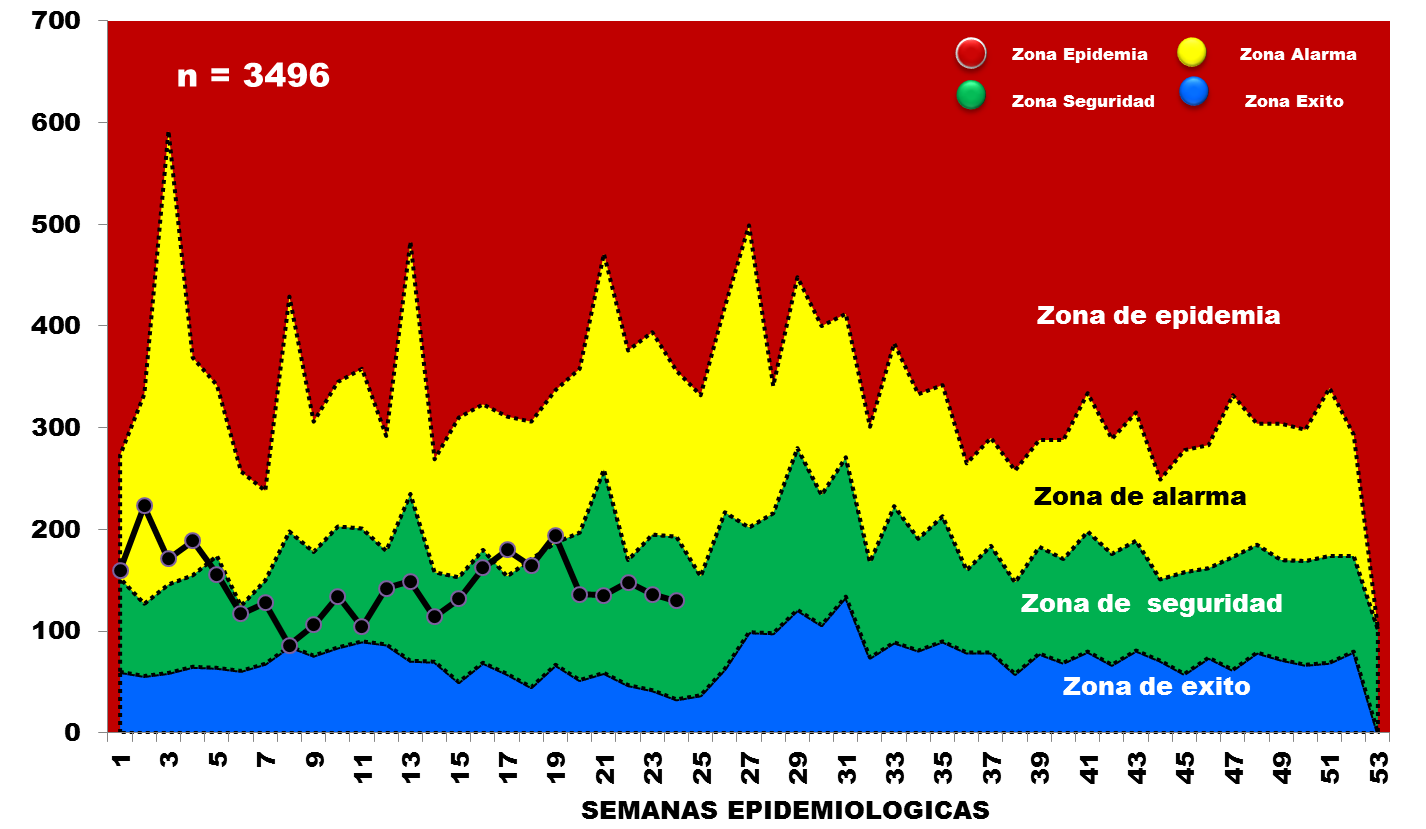 700
600
500
400
300
200
100
0
n = 3496
Zona Epidemia
Zona Alarma
Zona Seguridad
Zona Exito
Zona de epidemia
Zona de alarma
Zona de seguridad
Zona de exito
1 3 5 7 9 11 13 15 17 19 21 23 25 27 29 31 33 35 37 39 41 43 45 47 49 51 53
SEMANAS EPIDEMIOLOGICAS